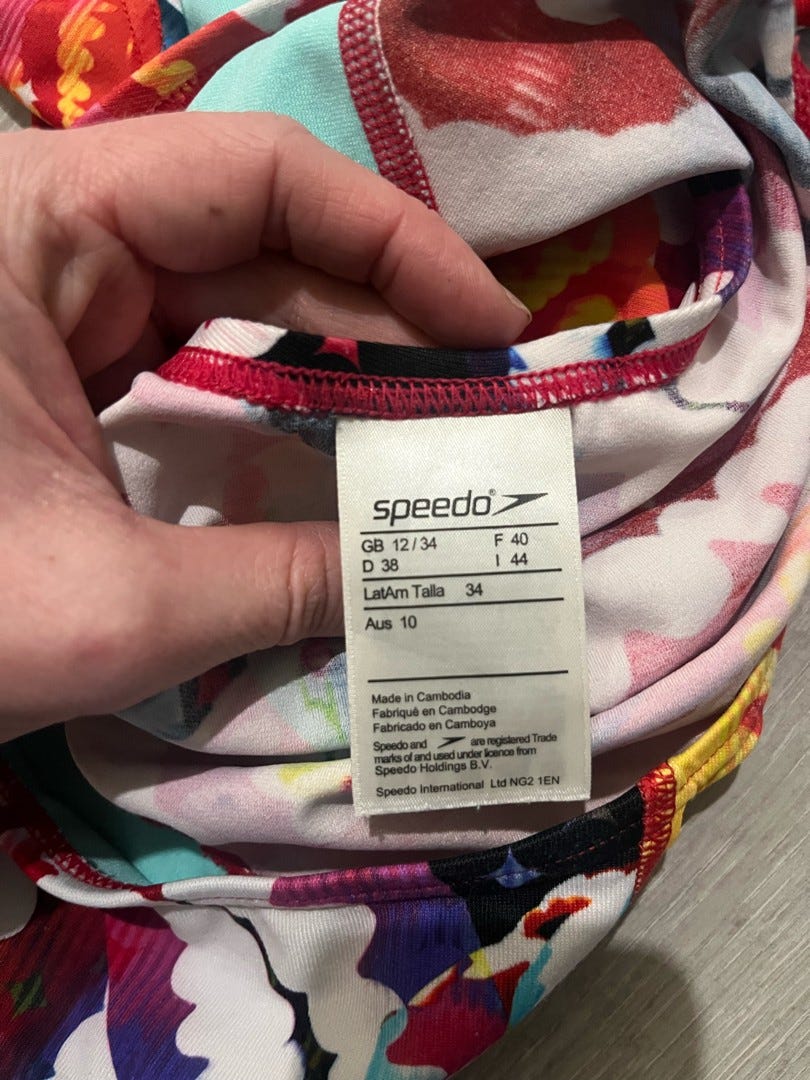 speedo®
GB 12/34 F 40
D 38 I 44
LatAm Talla 34
Aus 10
Made in Cambodia
Fabriqué en Cambodge
Fabricado en Camboya
Speedo and are registered Trade
marks of and used under licence from
Speedo Holdings B.V.
Speedo International Ltd NG2 1EN